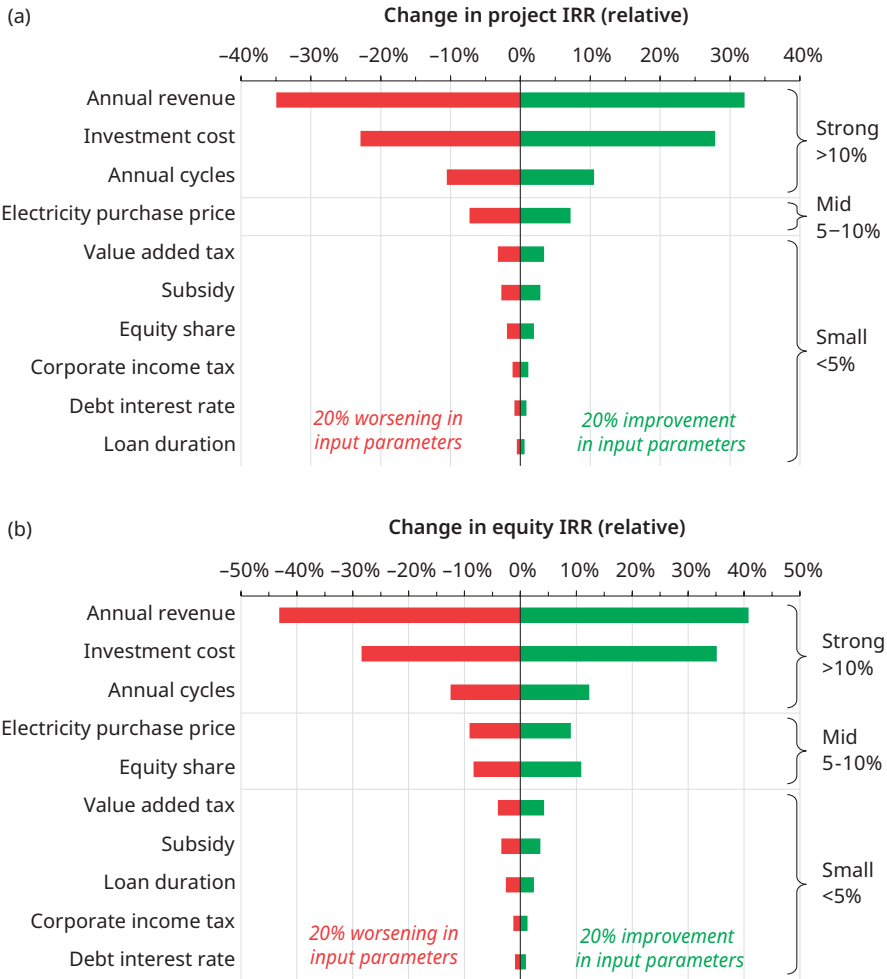 (a)
Change in project IRR (relative)
–40% –30% –20% –10% 0% 10% 20% 30% 40%
Annual revenue
Investment cost
Annual cycles
Strong
>10%
Electricity purchase price
Mid
5–10%
Value added tax
Subsidy
Equity share
Corporate income tax
Debt interest rate
Loan duration
Small
<5%
20% worsening in
input parameters
20% improvement
in input parameters
(b)
Change in equity IRR (relative)
–50% –40% –30% –20% –10% 0% 10% 20% 30% 40% 50%
Annual revenue
Investment cost
Annual cycles
Strong
>10%
Electricity purchase price
Equity share
Mid
5-10%
Value added tax
Subsidy
Loan duration
Corporate income tax
Debt interest rate
Small
<5%
20% worsening in
input parameters
20% improvement
in input parameters